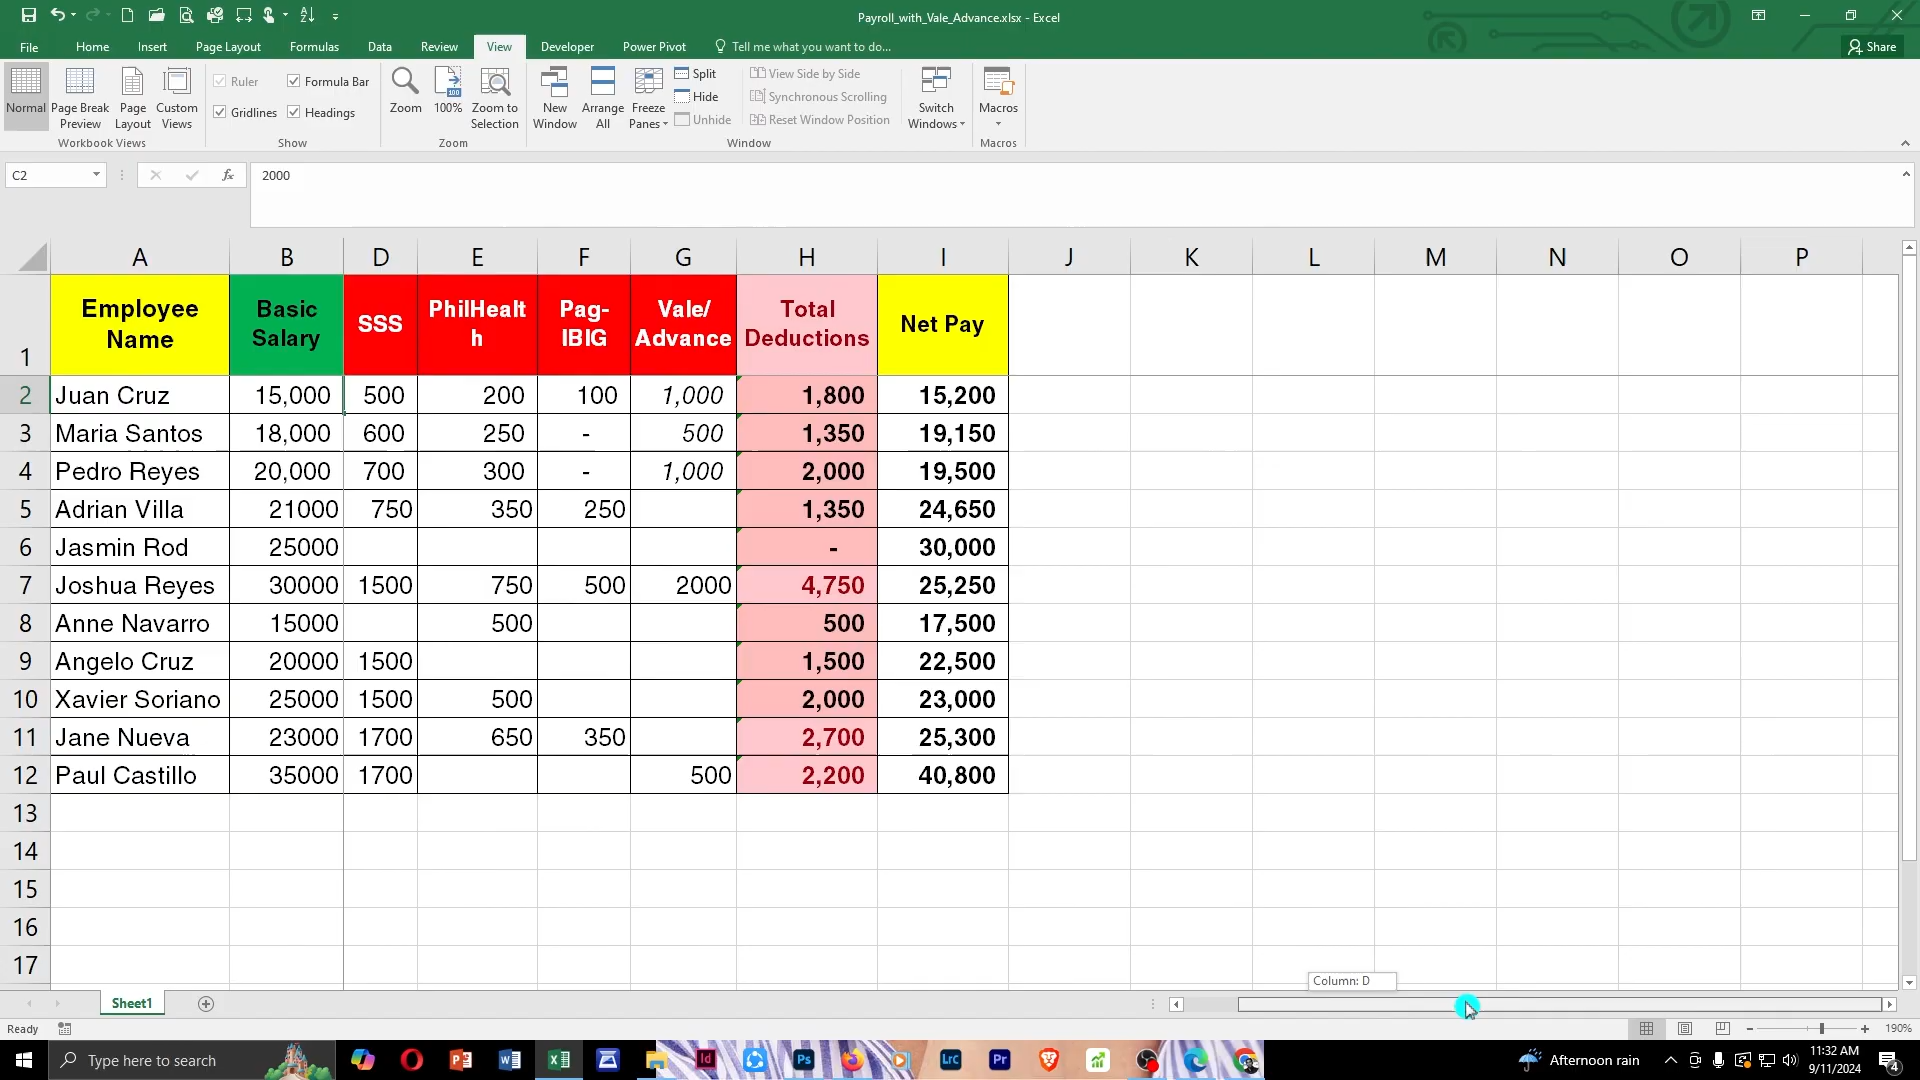 Payroll_with_Vale_Advance.xlsx - Excel
File Home Insert Page Layout Formulas Data Review View Developer Power Pivot Tell me what you want to do... Share
Normal
Page Break Preview
Page Layout
Custom Views
Workbook Views
Ruler
Formula Bar
Gridlines
Headings
Show
Zoom
100%
Zoom to Selection
Zoom
New Window
Arrange All
Freeze Panes
Split
Hide
Unhide
View Side by Side
Synchronous Scrolling
Reset Window Position
Window
Switch Windows
Macros
Macros
C2 fx 2000
A B D E F G H I J K L M N O P
1 Employee Name Basic Salary SSS PhilHealth Pag-IBIG Vale/Advance Total Deductions Net Pay
2 Juan Cruz 15,000 500 200 100 1,000 1,800 15,200
3 Maria Santos 18,000 600 250 - 500 1,350 19,150
4 Pedro Reyes 20,000 700 300 - 1,000 2,000 19,500
5 Adrian Villa 21000 750 350 250 1,350 24,650
6 Jasmin Rod 25000 - 30,000
7 Joshua Reyes 30000 1500 750 500 2000 4,750 25,250
8 Anne Navarro 15000 500 500 17,500
9 Angelo Cruz 20000 1500 1,500 22,500
10 Xavier Soriano 25000 1500 500 2,000 23,000
11 Jane Nueva 23000 1700 650 350 2,700 25,300
12 Paul Castillo 35000 1700 500 2,200 40,800
13
14
15
16
17
Column: D
Sheet1
Ready
190%
Type here to search
Id
Ps
Lrc
Pr
Afternoon rain
11:32 AM
9/11/2024
4